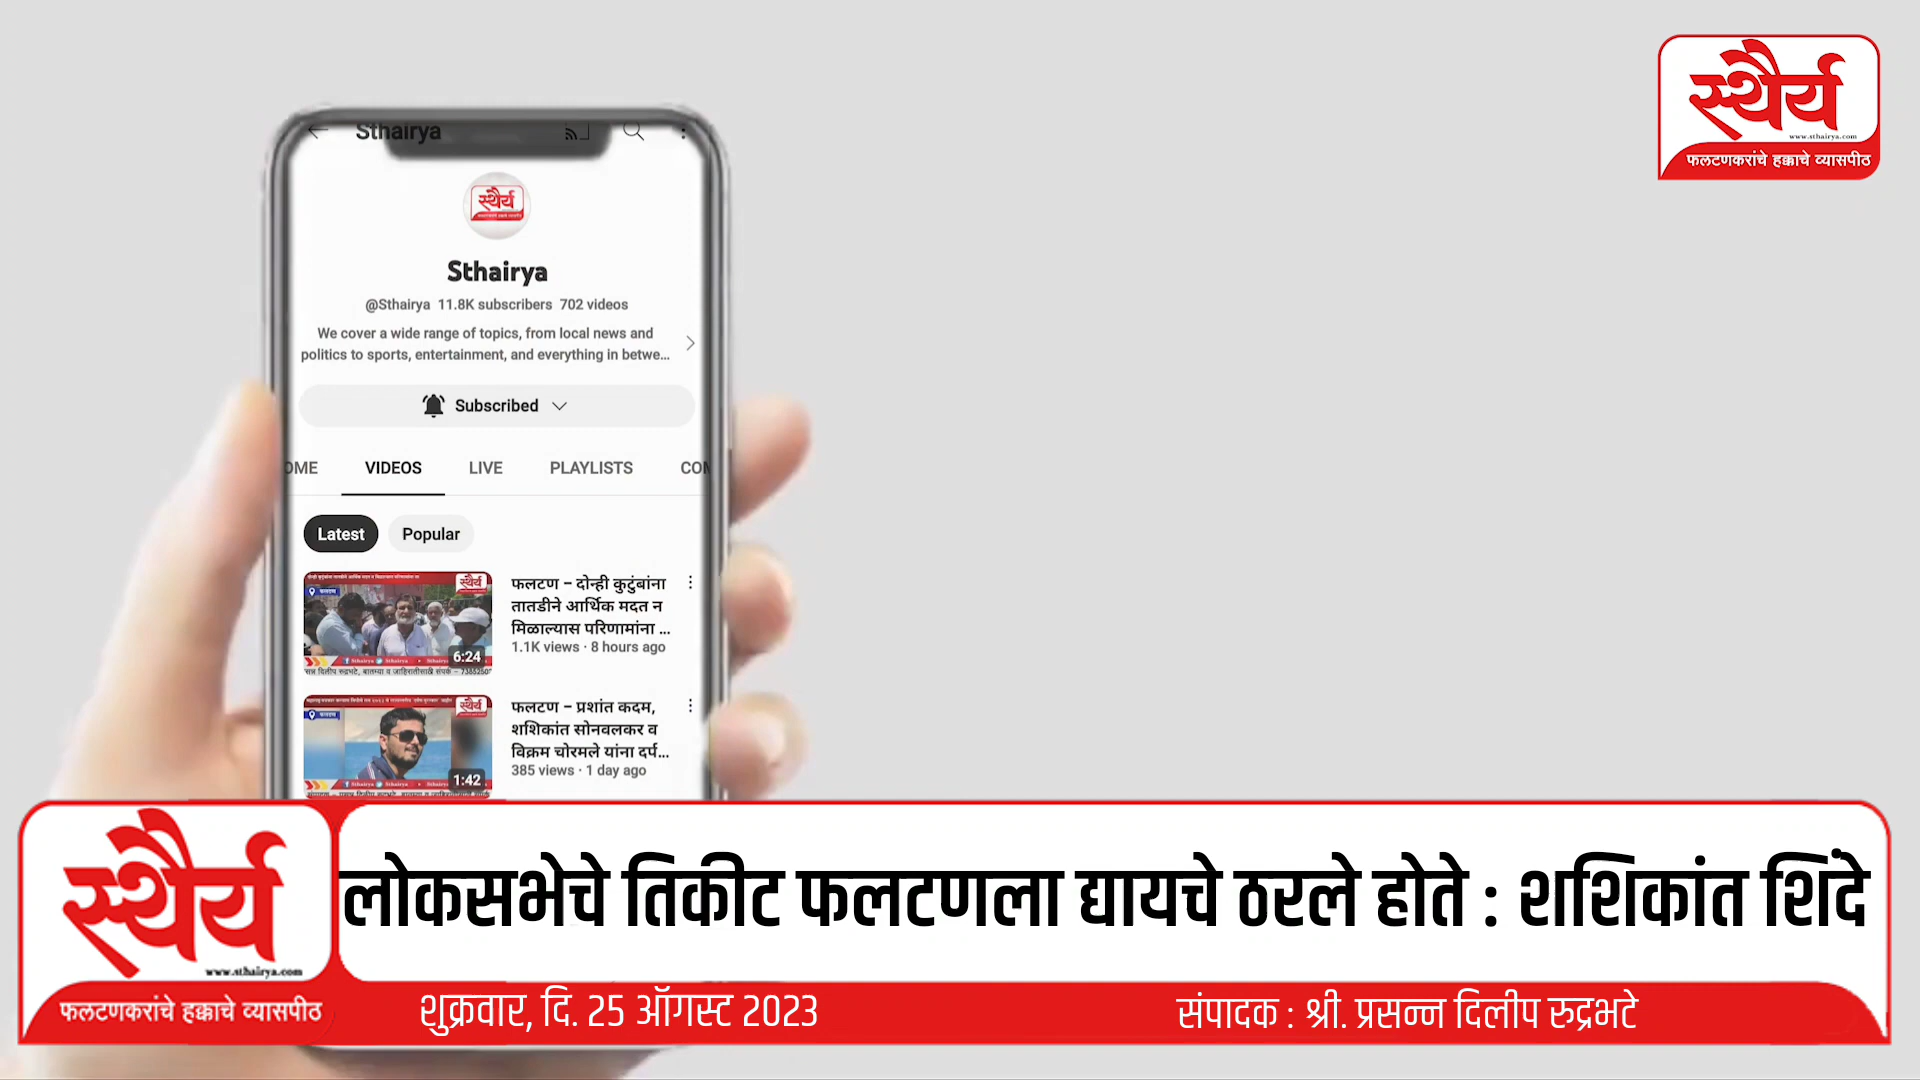 स्थैर्य
www.sthairya.com
फलटणकरांचे हक्काचे व्यासपीठ
Sthairya
स्थैर्य
Sthairya
@Sthairya 11.8K subscribers 702 videos
We cover a wide range of topics, from local news and
politics to sports, entertainment, and everything in betwe...
Subscribed
OME VIDEOS LIVE PLAYLISTS COM
Latest Popular
स्थैर्य
फलटण
6:24
फलटण – दोन्ही कुटुंबांना
तातडीने आर्थिक मदत न
मिळाल्यास परिणामांना ...
1.1K views · 8 hours ago
स्थैर्य
फलटण
1:42
फलटण – प्रशांत कदम,
शशिकांत सोनवलकर व
विक्रम चोरमले यांना दर्प...
385 views · 1 day ago
स्थैर्य
www.sthairya.com
फलटणकरांचे हक्काचे व्यासपीठ
लोकसभेचे तिकीट फलटणला द्यायचे ठरले होते : शशिकांत शिंदे
शुक्रवार, दि. 25 ऑगस्ट 2023
संपादक : श्री. प्रसन्न दिलीप रुद्रभटे